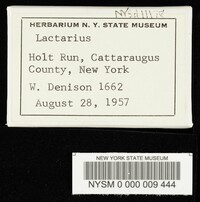 HERBARIUM N. Y. STATE MUSEUM
Lactarius
Holt Run, Cattaraugus
County, New York
W. Denison 1662
August 28, 1957
NEW YORK STATE MUSEUM
NYSM 0 000 009 444